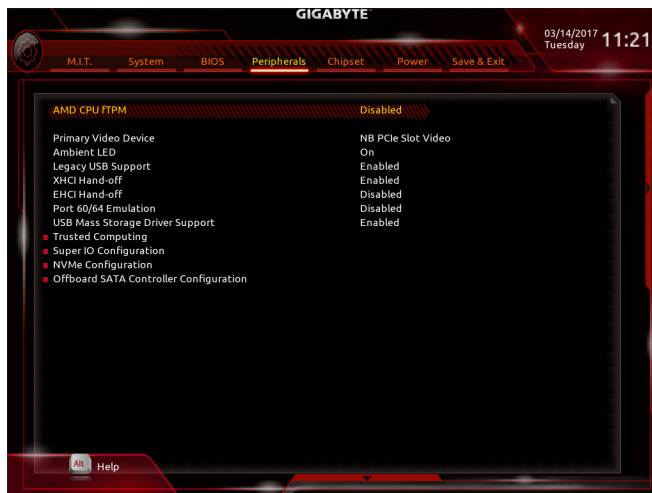 GIGABYTE™
03/14/2017 Tuesday 11:21
M.I.T. System BIOS Peripherals Chipset Power Save & Exit
AMD CPU fTPM Disabled
Primary Video Device NB PCIe Slot Video
Ambient LED On
Legacy USB Support Enabled
XHCI Hand-off Enabled
EHCI Hand-off Disabled
Port 60/64 Emulation Disabled
USB Mass Storage Driver Support Enabled
Trusted Computing
Super IO Configuration
NVMe Configuration
Offboard SATA Controller Configuration
Alt Help